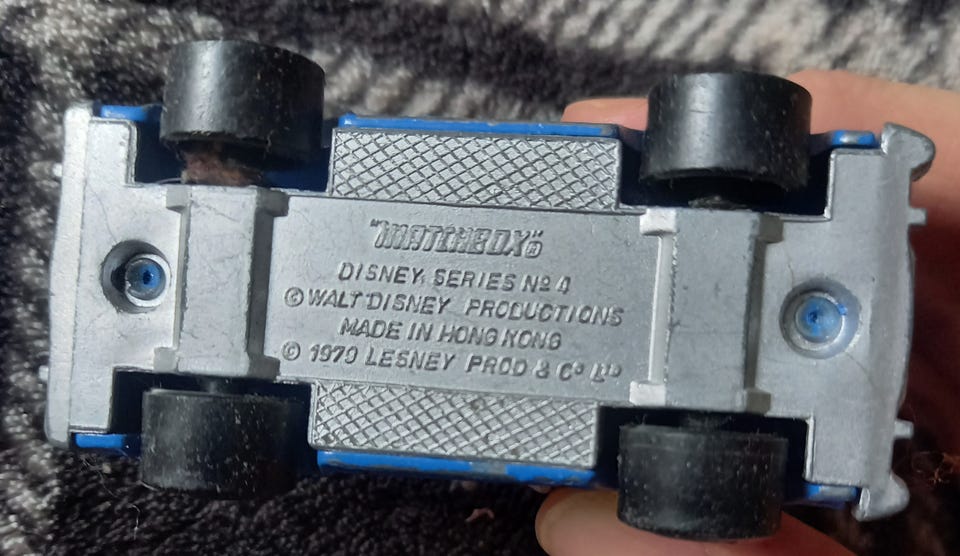 "MATCHBOX"®
DISNEY SERIES Nº 4
© WALT DISNEY PRODUCTIONS
MADE IN HONG KONG
© 1979 LESNEY PROD & Cº Lᵀᴰ